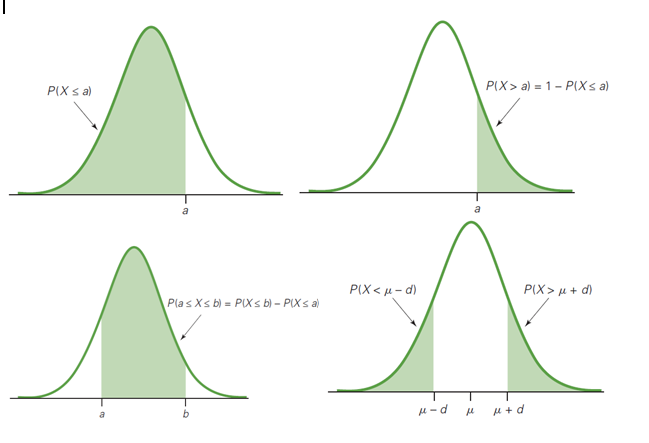 P(X ≤ a)
a
P(X > a) = 1 – P(X ≤ a)
a
P(a ≤ X ≤ b) = P(X ≤ b) – P(X ≤ a)
a b
P(X < μ – d) P(X > μ + d)
μ – d μ μ + d